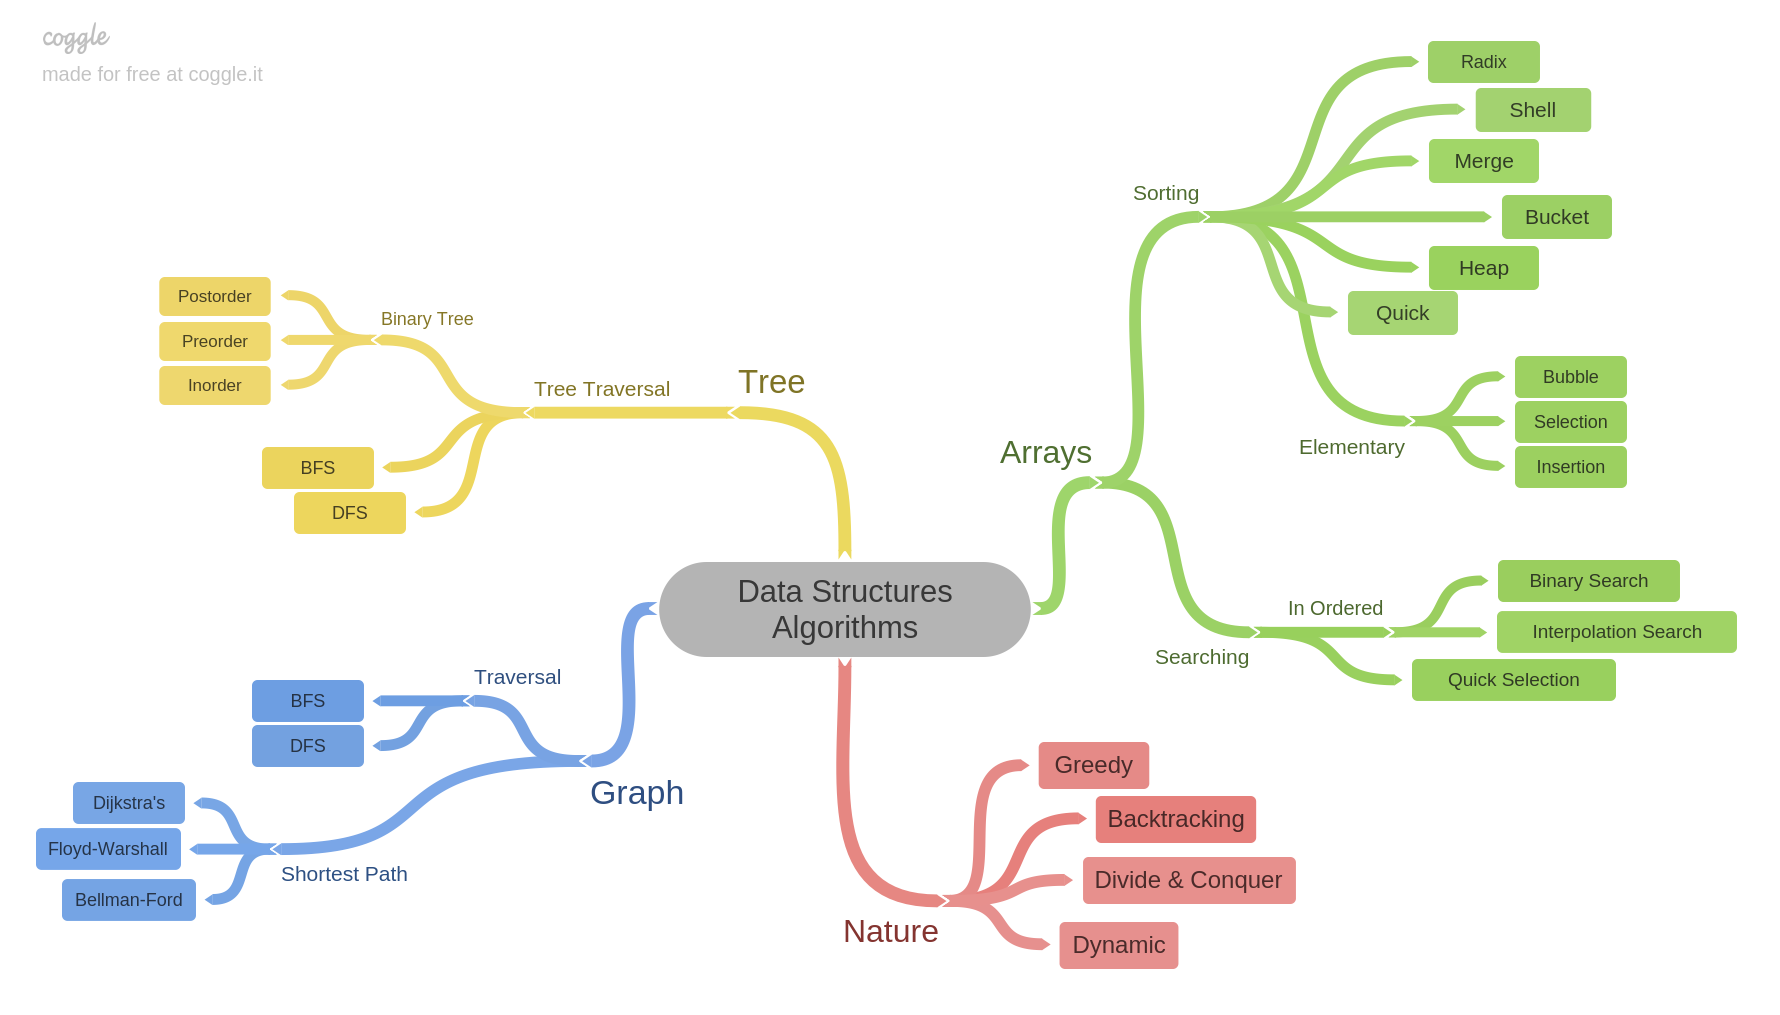 coggle
made for free at coggle.it
Data Structures
Algorithms
Tree
Tree Traversal
Binary Tree
Postorder
Preorder
Inorder
BFS
DFS
Graph
Traversal
BFS
DFS
Shortest Path
Dijkstra's
Floyd-Warshall
Bellman-Ford
Arrays
Sorting
Radix
Shell
Merge
Bucket
Heap
Quick
Elementary
Bubble
Selection
Insertion
Searching
In Ordered
Binary Search
Interpolation Search
Quick Selection
Nature
Greedy
Backtracking
Divide & Conquer
Dynamic